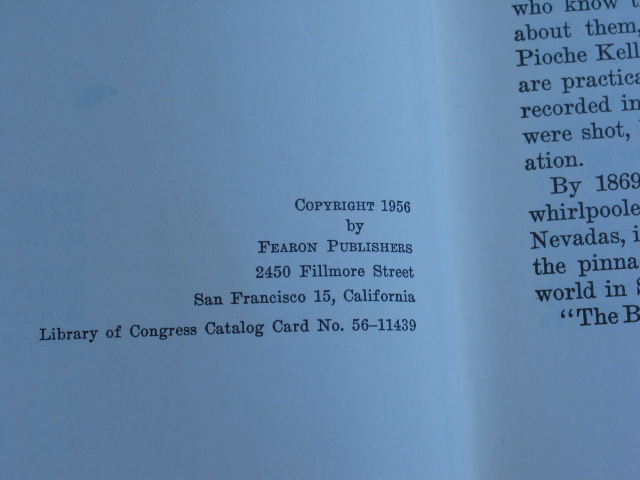 COPYRIGHT 1956
by
FEARON PUBLISHERS
2450 Fillmore Street
San Francisco 15, California
Library of Congress Catalog Card No. 56-11439
who know
about them,
Pioche Kell
are practica
recorded in
were shot,
ation.
By 1869
whirlpoole
Nevadas, i
the pinna
world in
"The B